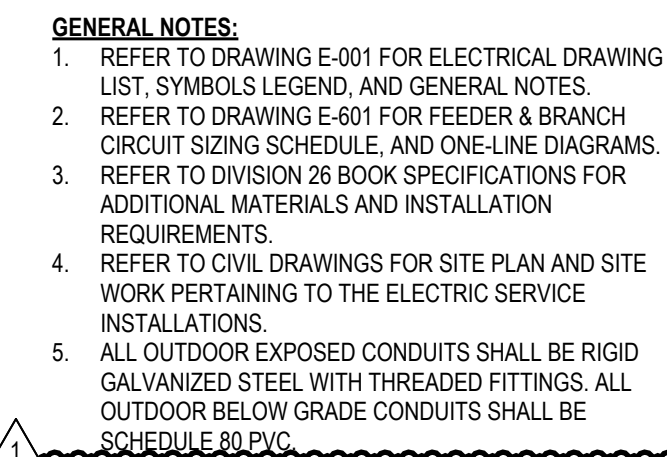 GENERAL NOTES:
1. REFER TO DRAWING E-001 FOR ELECTRICAL DRAWING
LIST, SYMBOLS LEGEND, AND GENERAL NOTES.
2. REFER TO DRAWING E-601 FOR FEEDER & BRANCH
CIRCUIT SIZING SCHEDULE, AND ONE-LINE DIAGRAMS.
3. REFER TO DIVISION 26 BOOK SPECIFICATIONS FOR
ADDITIONAL MATERIALS AND INSTALLATION
REQUIREMENTS.
4. REFER TO CIVIL DRAWINGS FOR SITE PLAN AND SITE
WORK PERTAINING TO THE ELECTRIC SERVICE
INSTALLATIONS.
5. ALL OUTDOOR EXPOSED CONDUITS SHALL BE RIGID
GALVANIZED STEEL WITH THREADED FITTINGS. ALL
OUTDOOR BELOW GRADE CONDUITS SHALL BE
SCHEDULE 80 PVC.
1